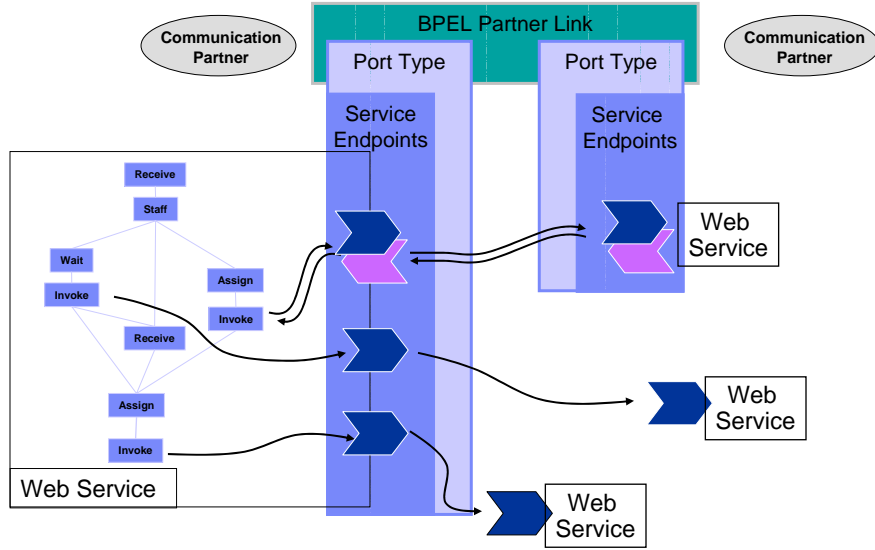 BPEL Partner Link
Communication
Partner
Communication
Partner
Port Type
Port Type
Service
Endpoints
Service
Endpoints
Receive
Staff
Wait
Assign
Invoke
Invoke
Receive
Assign
Invoke
Web Service
Web
Service
Web
Service
Web
Service